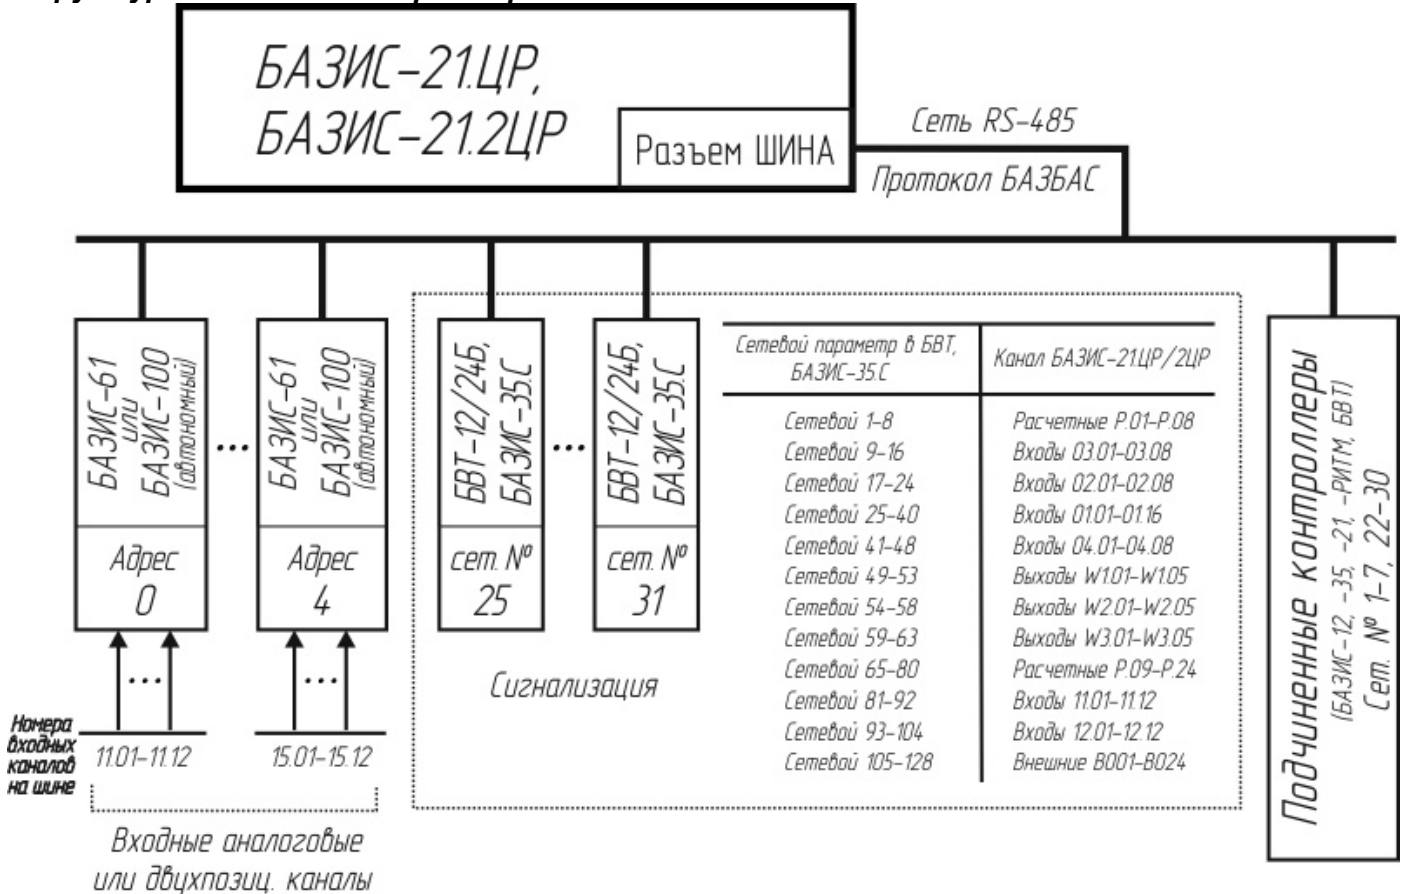 БАЗИС-21.ЦР,
БАЗИС-21.2ЦР
Разъем ШИНА
Сеть RS-485
Протокол БАЗБАС
БАЗИС-61
или
БАЗИС-100
(автономный)
Адрес
0
...
БАЗИС-61
или
БАЗИС-100
(автономный)
Адрес
4
БВТ-12/24Б,
БАЗИС-35.С
сет. №
25
...
БВТ-12/24Б,
БАЗИС-35.С
сет. №
31
Сигнализация
Сетевой параметр в БВТ,
БАЗИС-35.С
Канал БАЗИС-21.ЦР/2ЦР
Сетевой 1-8 Расчетные Р.01-Р.08
Сетевой 9-16 Входы 03.01-03.08
Сетевой 17-24 Входы 02.01-02.08
Сетевой 25-40 Входы 01.01-01.16
Сетевой 41-48 Входы 04.01-04.08
Сетевой 49-53 Выходы W1.01-W1.05
Сетевой 54-58 Выходы W2.01-W2.05
Сетевой 59-63 Выходы W3.01-W3.05
Сетевой 65-80 Расчетные Р.09-Р.24
Сетевой 81-92 Входы 11.01-11.12
Сетевой 93-104 Входы 12.01-12.12
Сетевой 105-128 Внешние В001-В024
Подчиненные контроллеры
(БАЗИС-12, -35, -21, -РИТМ, БВТ)
Сет. № 1-7, 22-30
...
...
Номера
входных
каналов
на шине
11.01-11.12
15.01-15.12
Входные аналоговые
или двухпозиц. каналы